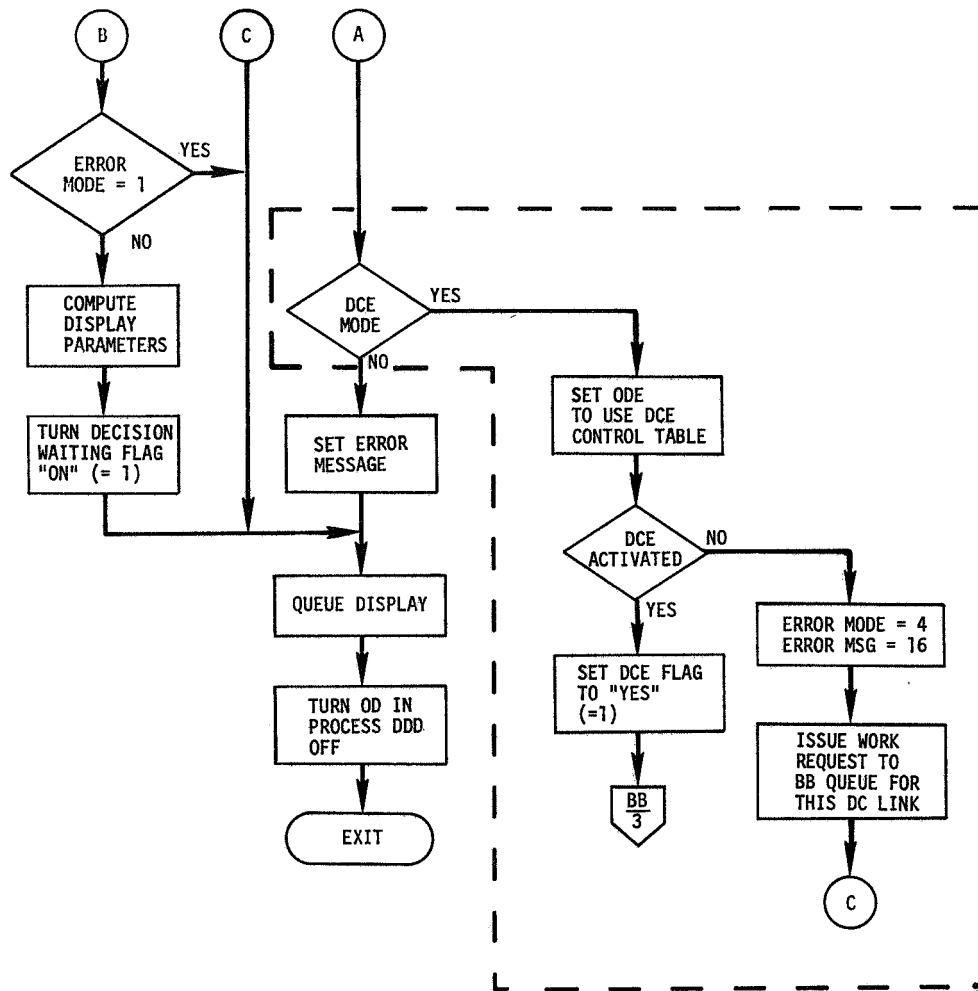 B
C
A
ERROR
MODE = 1
YES
NO
COMPUTE
DISPLAY
PARAMETERS
TURN DECISION
WAITING FLAG
"ON" (= 1)
DCE
MODE
YES
NO
SET ERROR
MESSAGE
QUEUE DISPLAY
TURN OD IN
PROCESS DDD
OFF
EXIT
SET ODE
TO USE DCE
CONTROL TABLE
DCE
ACTIVATED
NO
YES
SET DCE FLAG
TO "YES"
(=1)
BB
3
ERROR MODE = 4
ERROR MSG = 16
ISSUE WORK
REQUEST TO
BB QUEUE FOR
THIS DC LINK
C